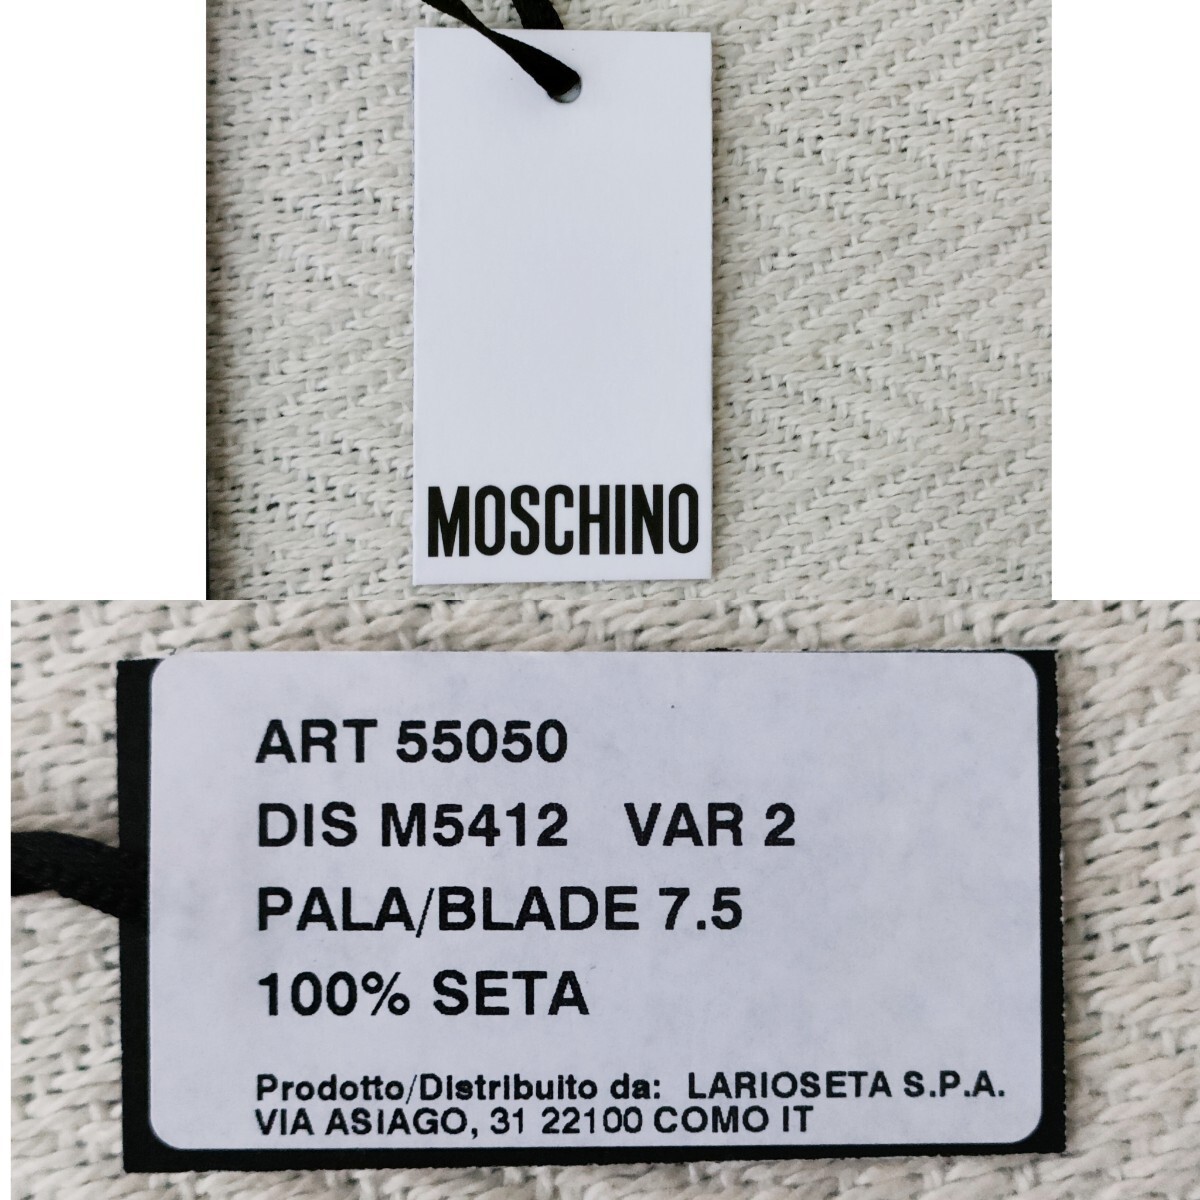 MOSCHINO
ART 55050
DIS M5412 VAR 2
PALA/BLADE 7.5
100% SETA
Prodotto/Distribuito da: LARIOSETA S.P.A.
VIA ASIAGO, 31 22100 COMO IT